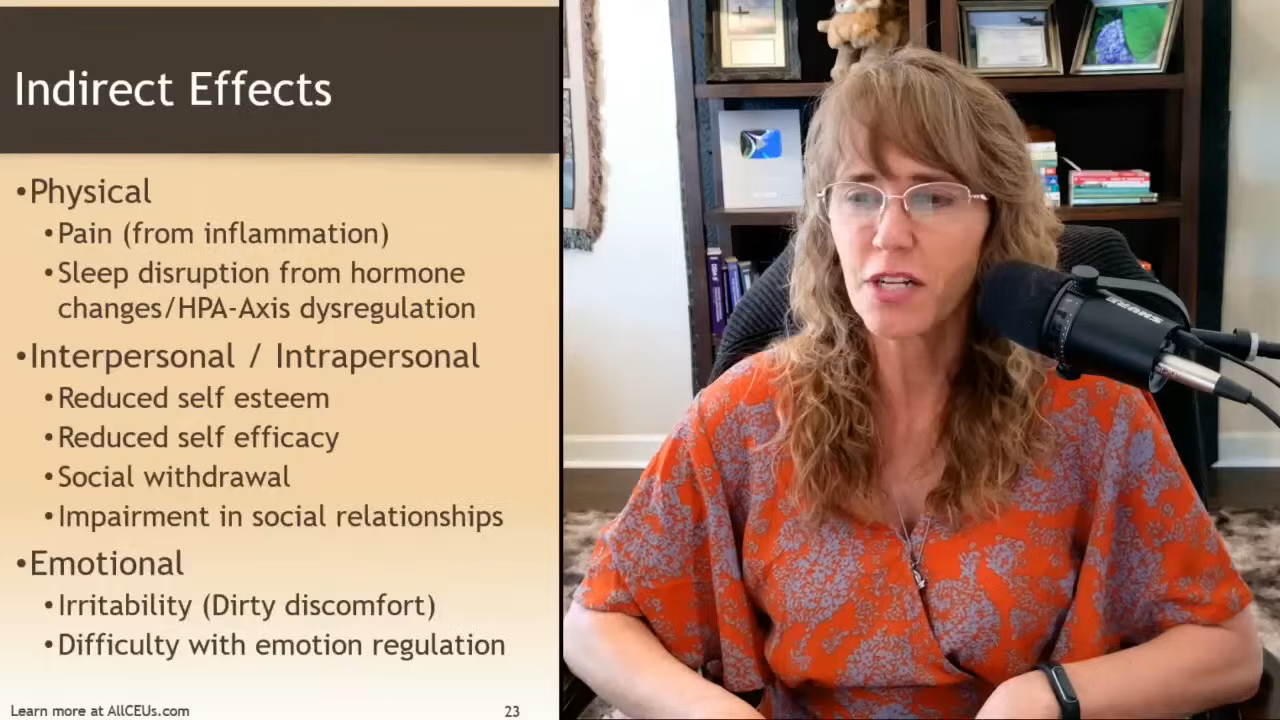 Indirect Effects
•Physical
•Pain (from inflammation)
•Sleep disruption from hormone
changes/HPA-Axis dysregulation
•Interpersonal / Intrapersonal
•Reduced self esteem
•Reduced self efficacy
•Social withdrawal
•Impairment in social relationships
•Emotional
•Irritability (Dirty discomfort)
•Difficulty with emotion regulation
Learn more at AllCEUs.com
23
SHURE